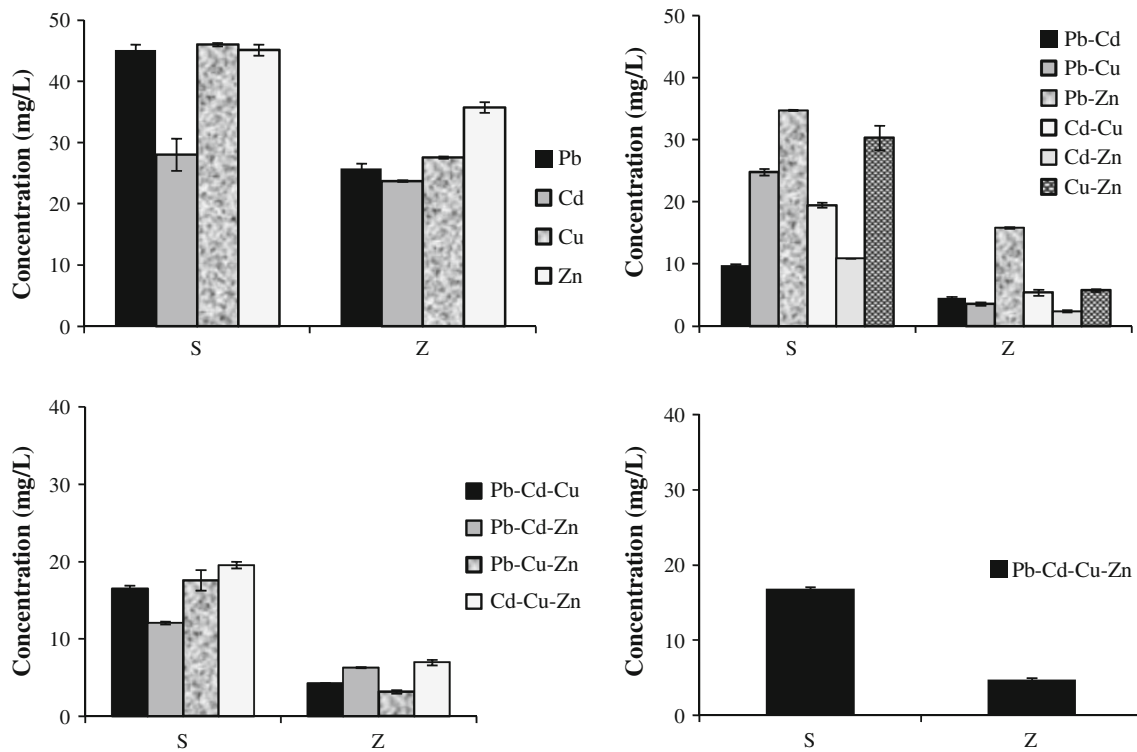 50
40
30
20
10
0
Concentration (mg/L)
S
Z
Pb
Cd
Cu
Zn
50
40
30
20
10
0
Concentration (mg/L)
S
Z
Pb-Cd
Pb-Cu
Pb-Zn
Cd-Cu
Cd-Zn
Cu-Zn
40
30
20
10
0
Concentration (mg/L)
S
Z
Pb-Cd-Cu
Pb-Cd-Zn
Pb-Cu-Zn
Cd-Cu-Zn
40
30
20
10
0
Concentration (mg/L)
S
Z
Pb-Cd-Cu-Zn